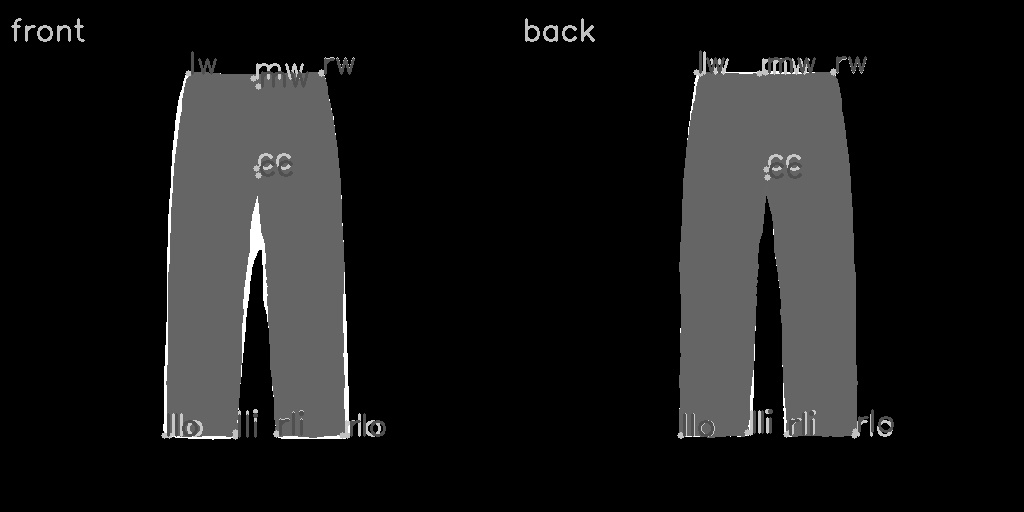 front back
lw mw rw lw mw rw
mw
cc cc
cc cc
llo lli rli rlo llo lli rli rlo